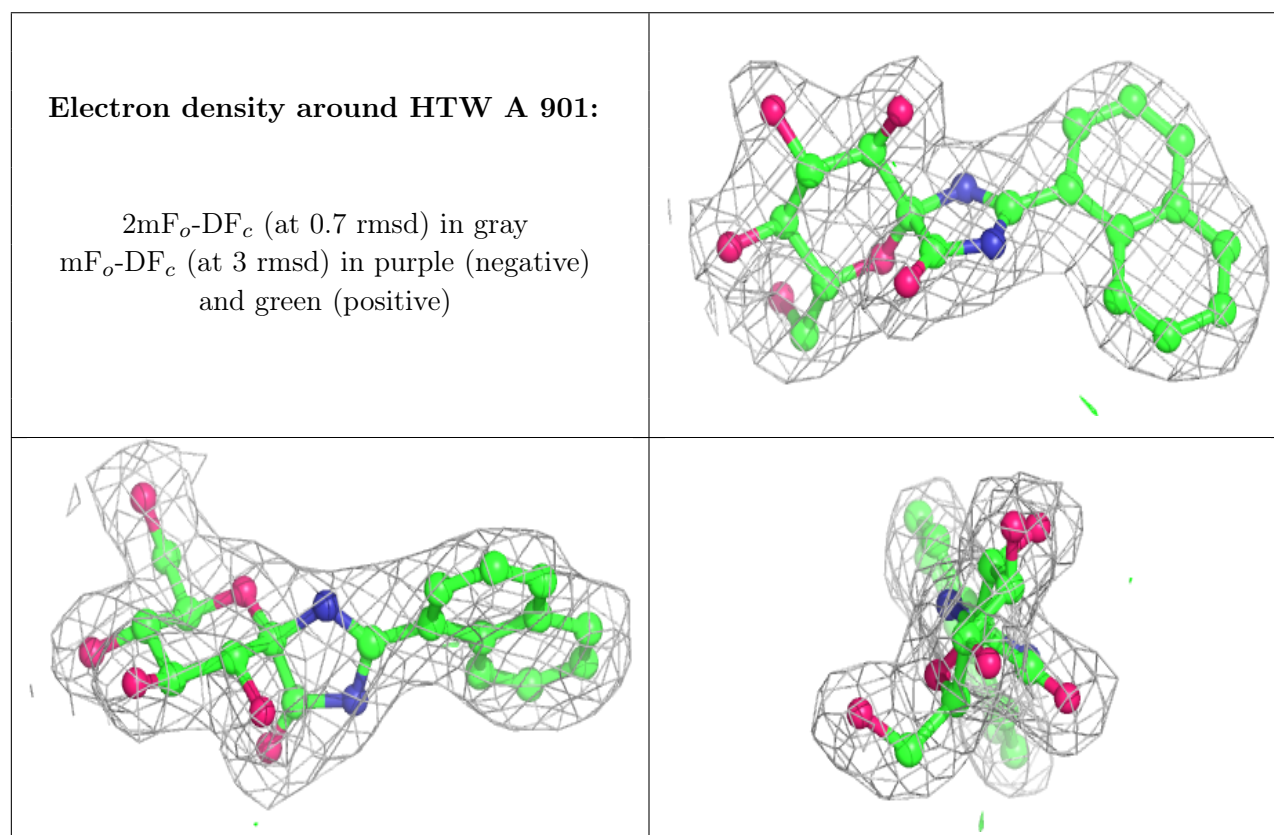 Electron density around HTW A 901:
2mFo-DFc (at 0.7 rmsd) in gray
mFo-DFc (at 3 rmsd) in purple (negative)
and green (positive)